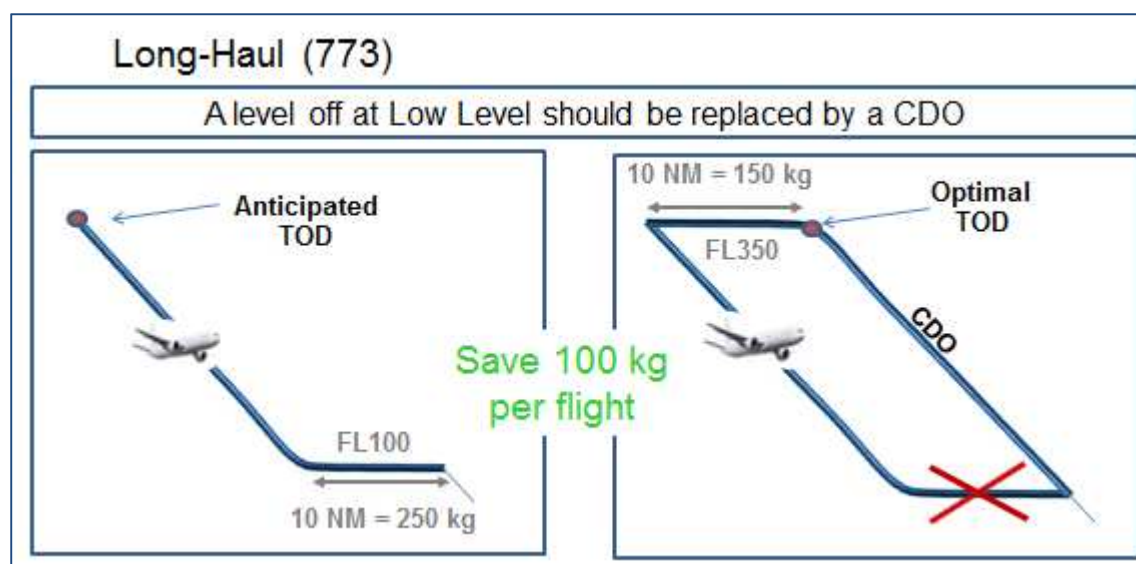 Long-Haul (773)
A level off at Low Level should be replaced by a CDO
Anticipated
TOD
FL100
10 NM = 250 kg
Save 100 kg
per flight
10 NM = 150 kg
FL350
Optimal
TOD
CDO